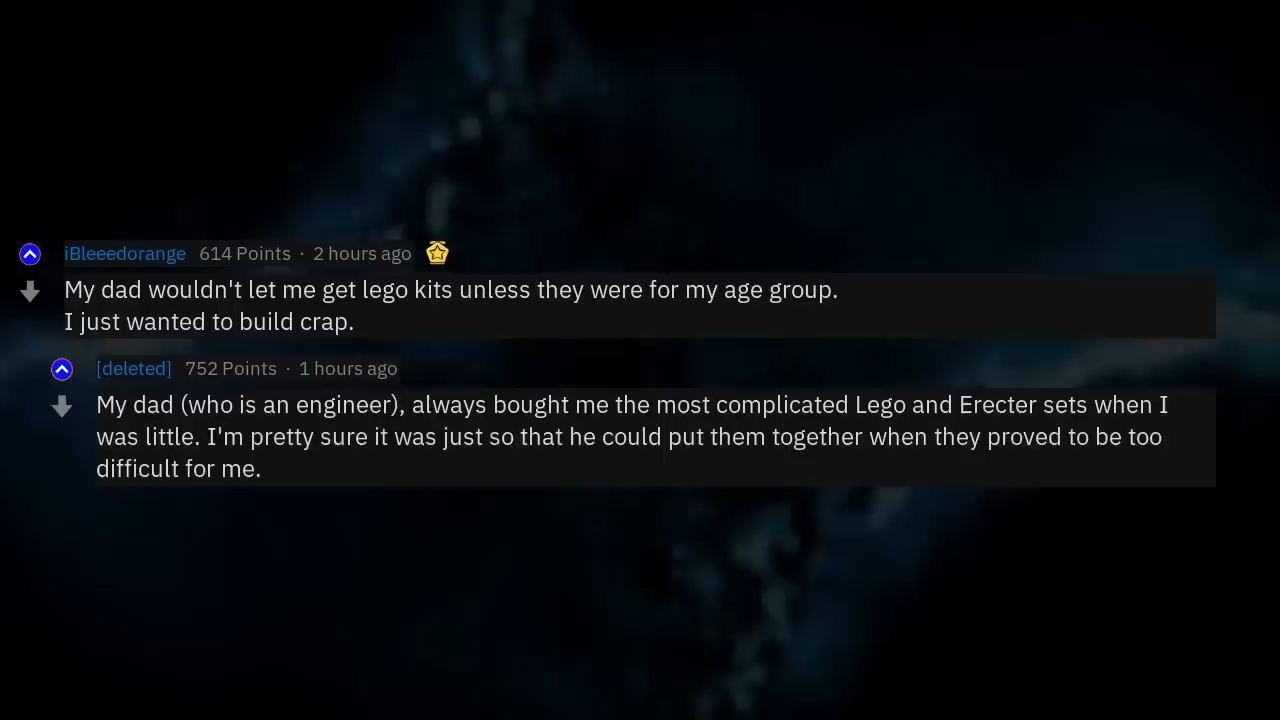 iBleeedorange 614 Points · 2 hours ago
My dad wouldn't let me get lego kits unless they were for my age group.
I just wanted to build crap.
[deleted] 752 Points · 1 hours ago
My dad (who is an engineer), always bought me the most complicated Lego and Erecter sets when I
was little. I'm pretty sure it was just so that he could put them together when they proved to be too
difficult for me.